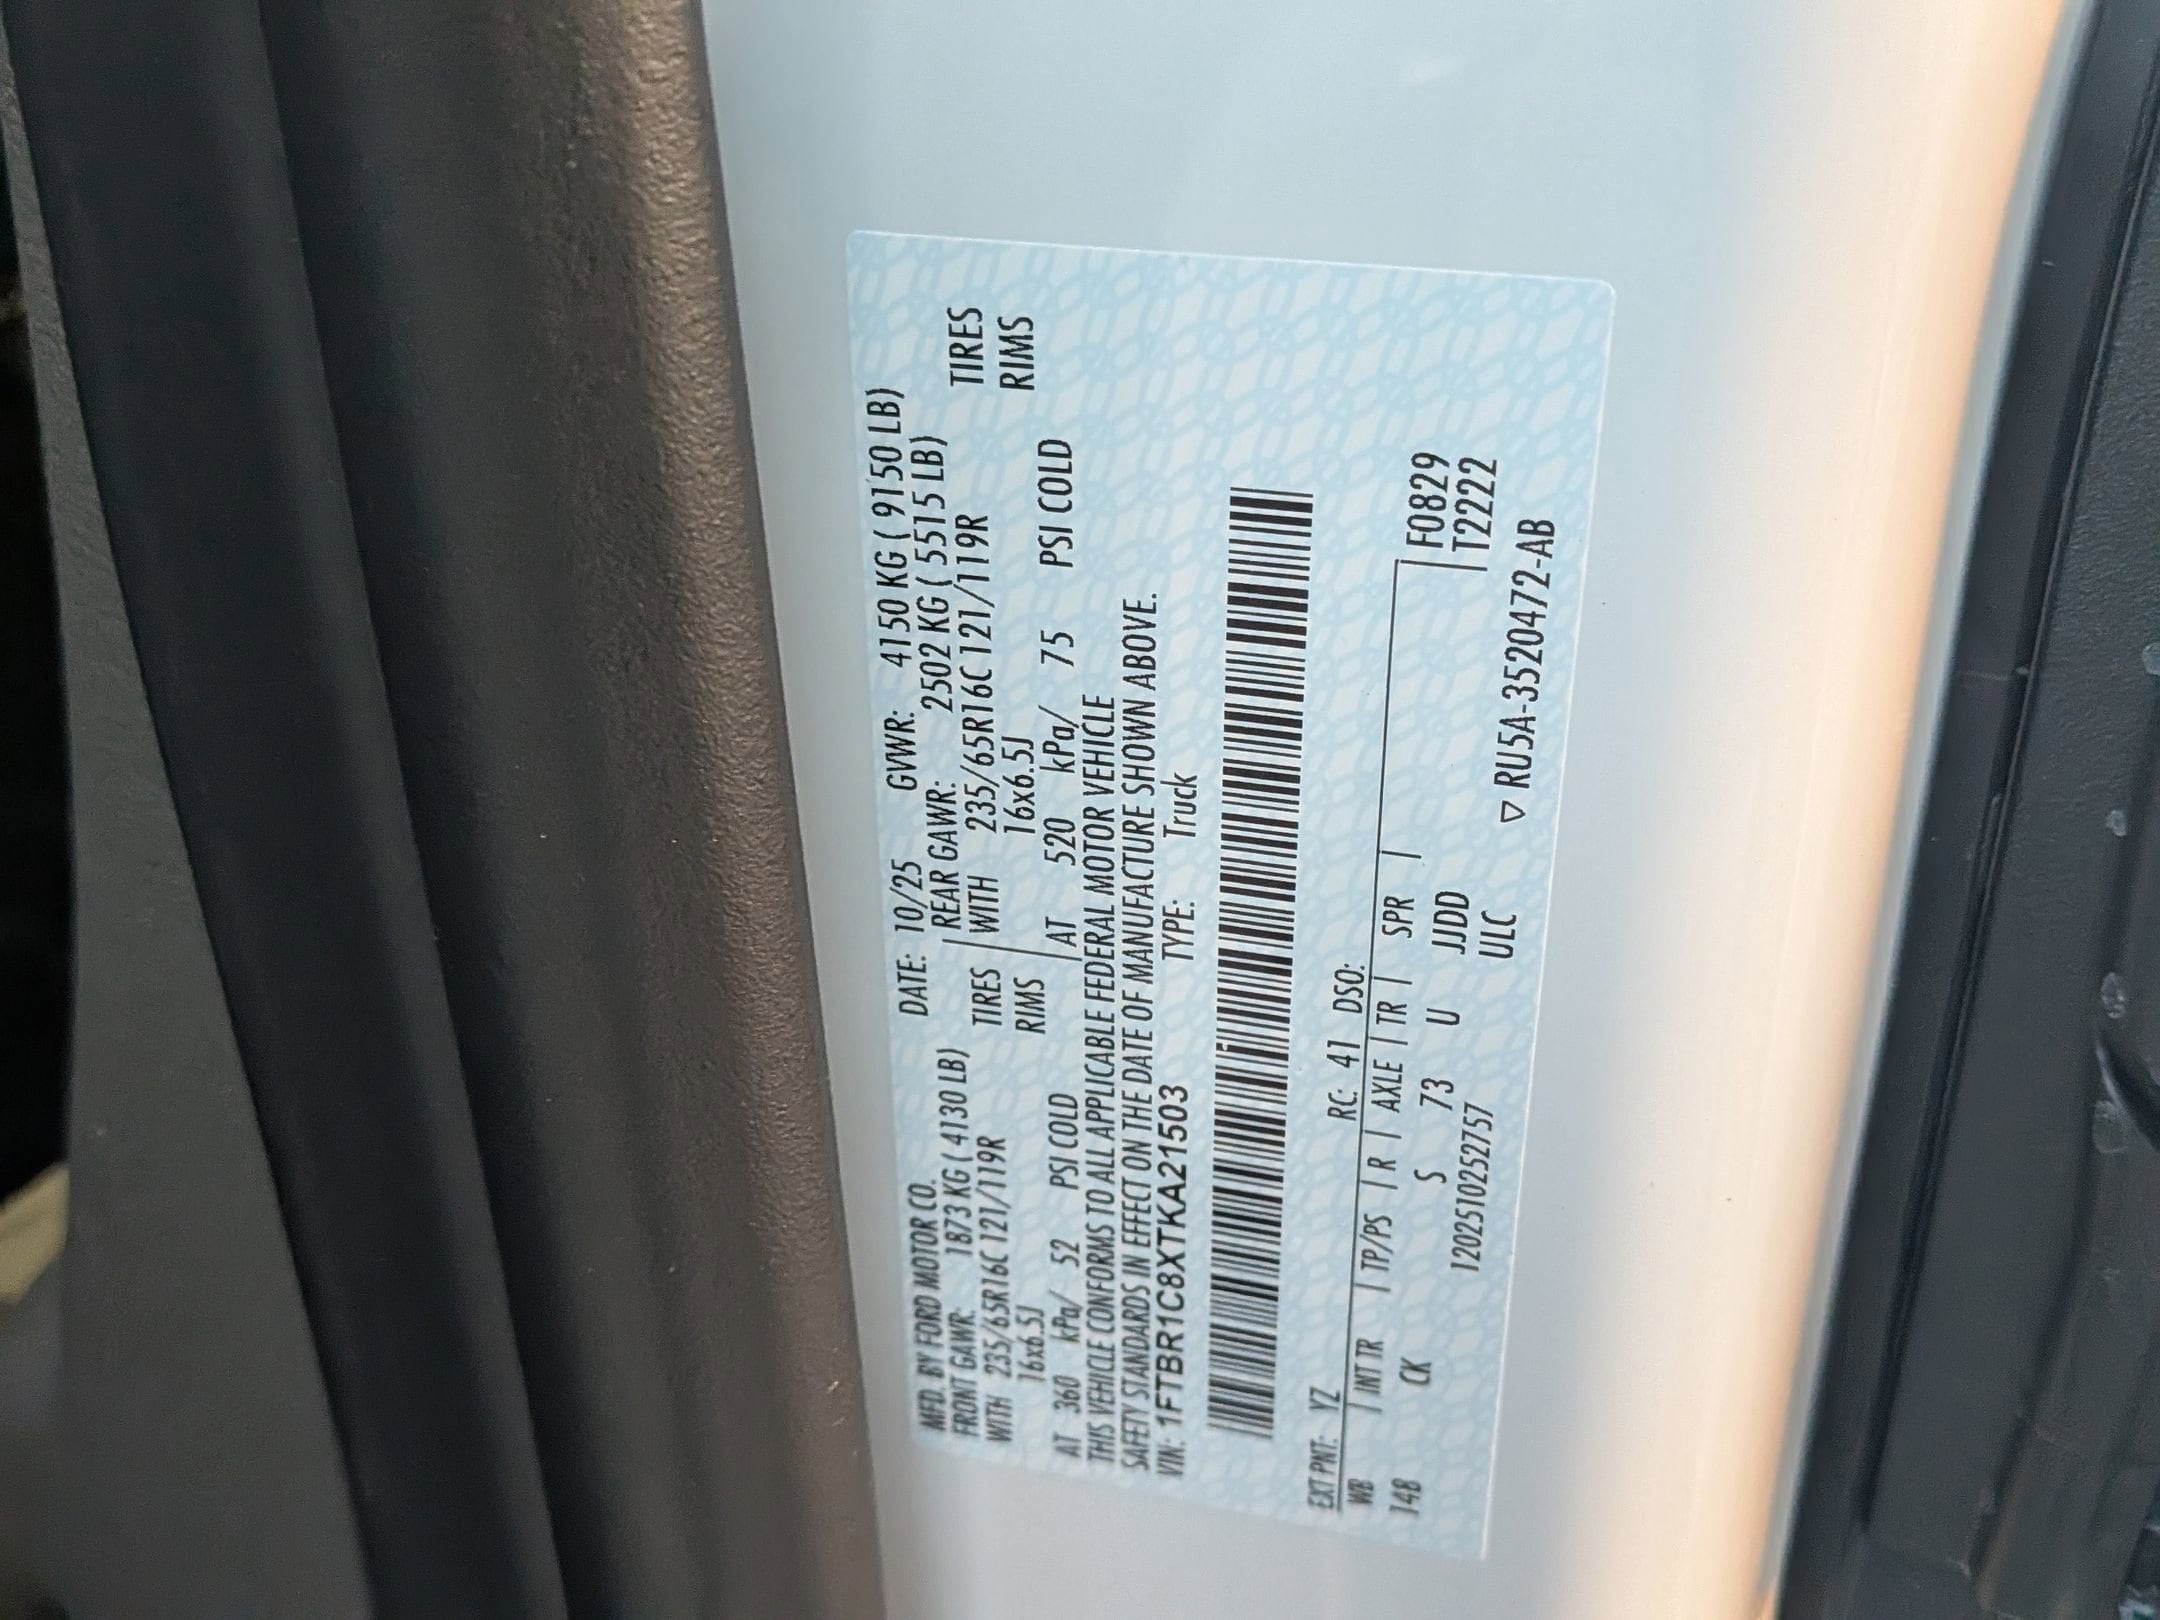 MFD. BY FORD MOTOR CO. DATE: 10/25 GVWR: 4150 KG ( 9150 LB)
FRONT GAWR: 1873 KG ( 4130 LB) REAR GAWR: 2502 KG ( 5515 LB)
WITH 235/65R16C 121/119R TIRES WITH 235/65R16C 121/119R TIRES
16x6.5J RIMS 16x6.5J RIMS
AT 360 kPa/ 52 PSI COLD AT 520 kPa/ 75 PSI COLD
THIS VEHICLE CONFORMS TO ALL APPLICABLE FEDERAL MOTOR VEHICLE
SAFETY STANDARDS IN EFFECT ON THE DATE OF MANUFACTURE SHOWN ABOVE.
VIN: 1FTBR1C8XTKA21503 TYPE: Truck
EXT PNT: YZ RC: 41 DSO:
WB | INT TR | TP/PS | R | AXLE | TR | SPR | F0829
148 CK S 73 U JJDD T2222
1202510252757 ULC
▽ RU5A-3520472-AB